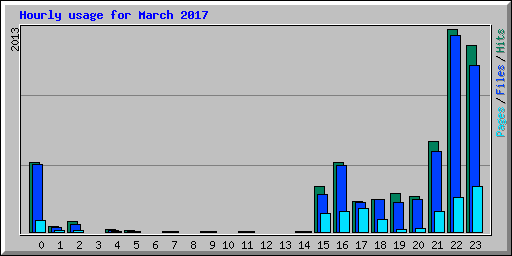 Hourly usage for March 2017
2013
Pages / Files / Hits
0 1 2 3 4 5 6 7 8 9 10 11 12 13 14 15 16 17 18 19 20 21 22 23